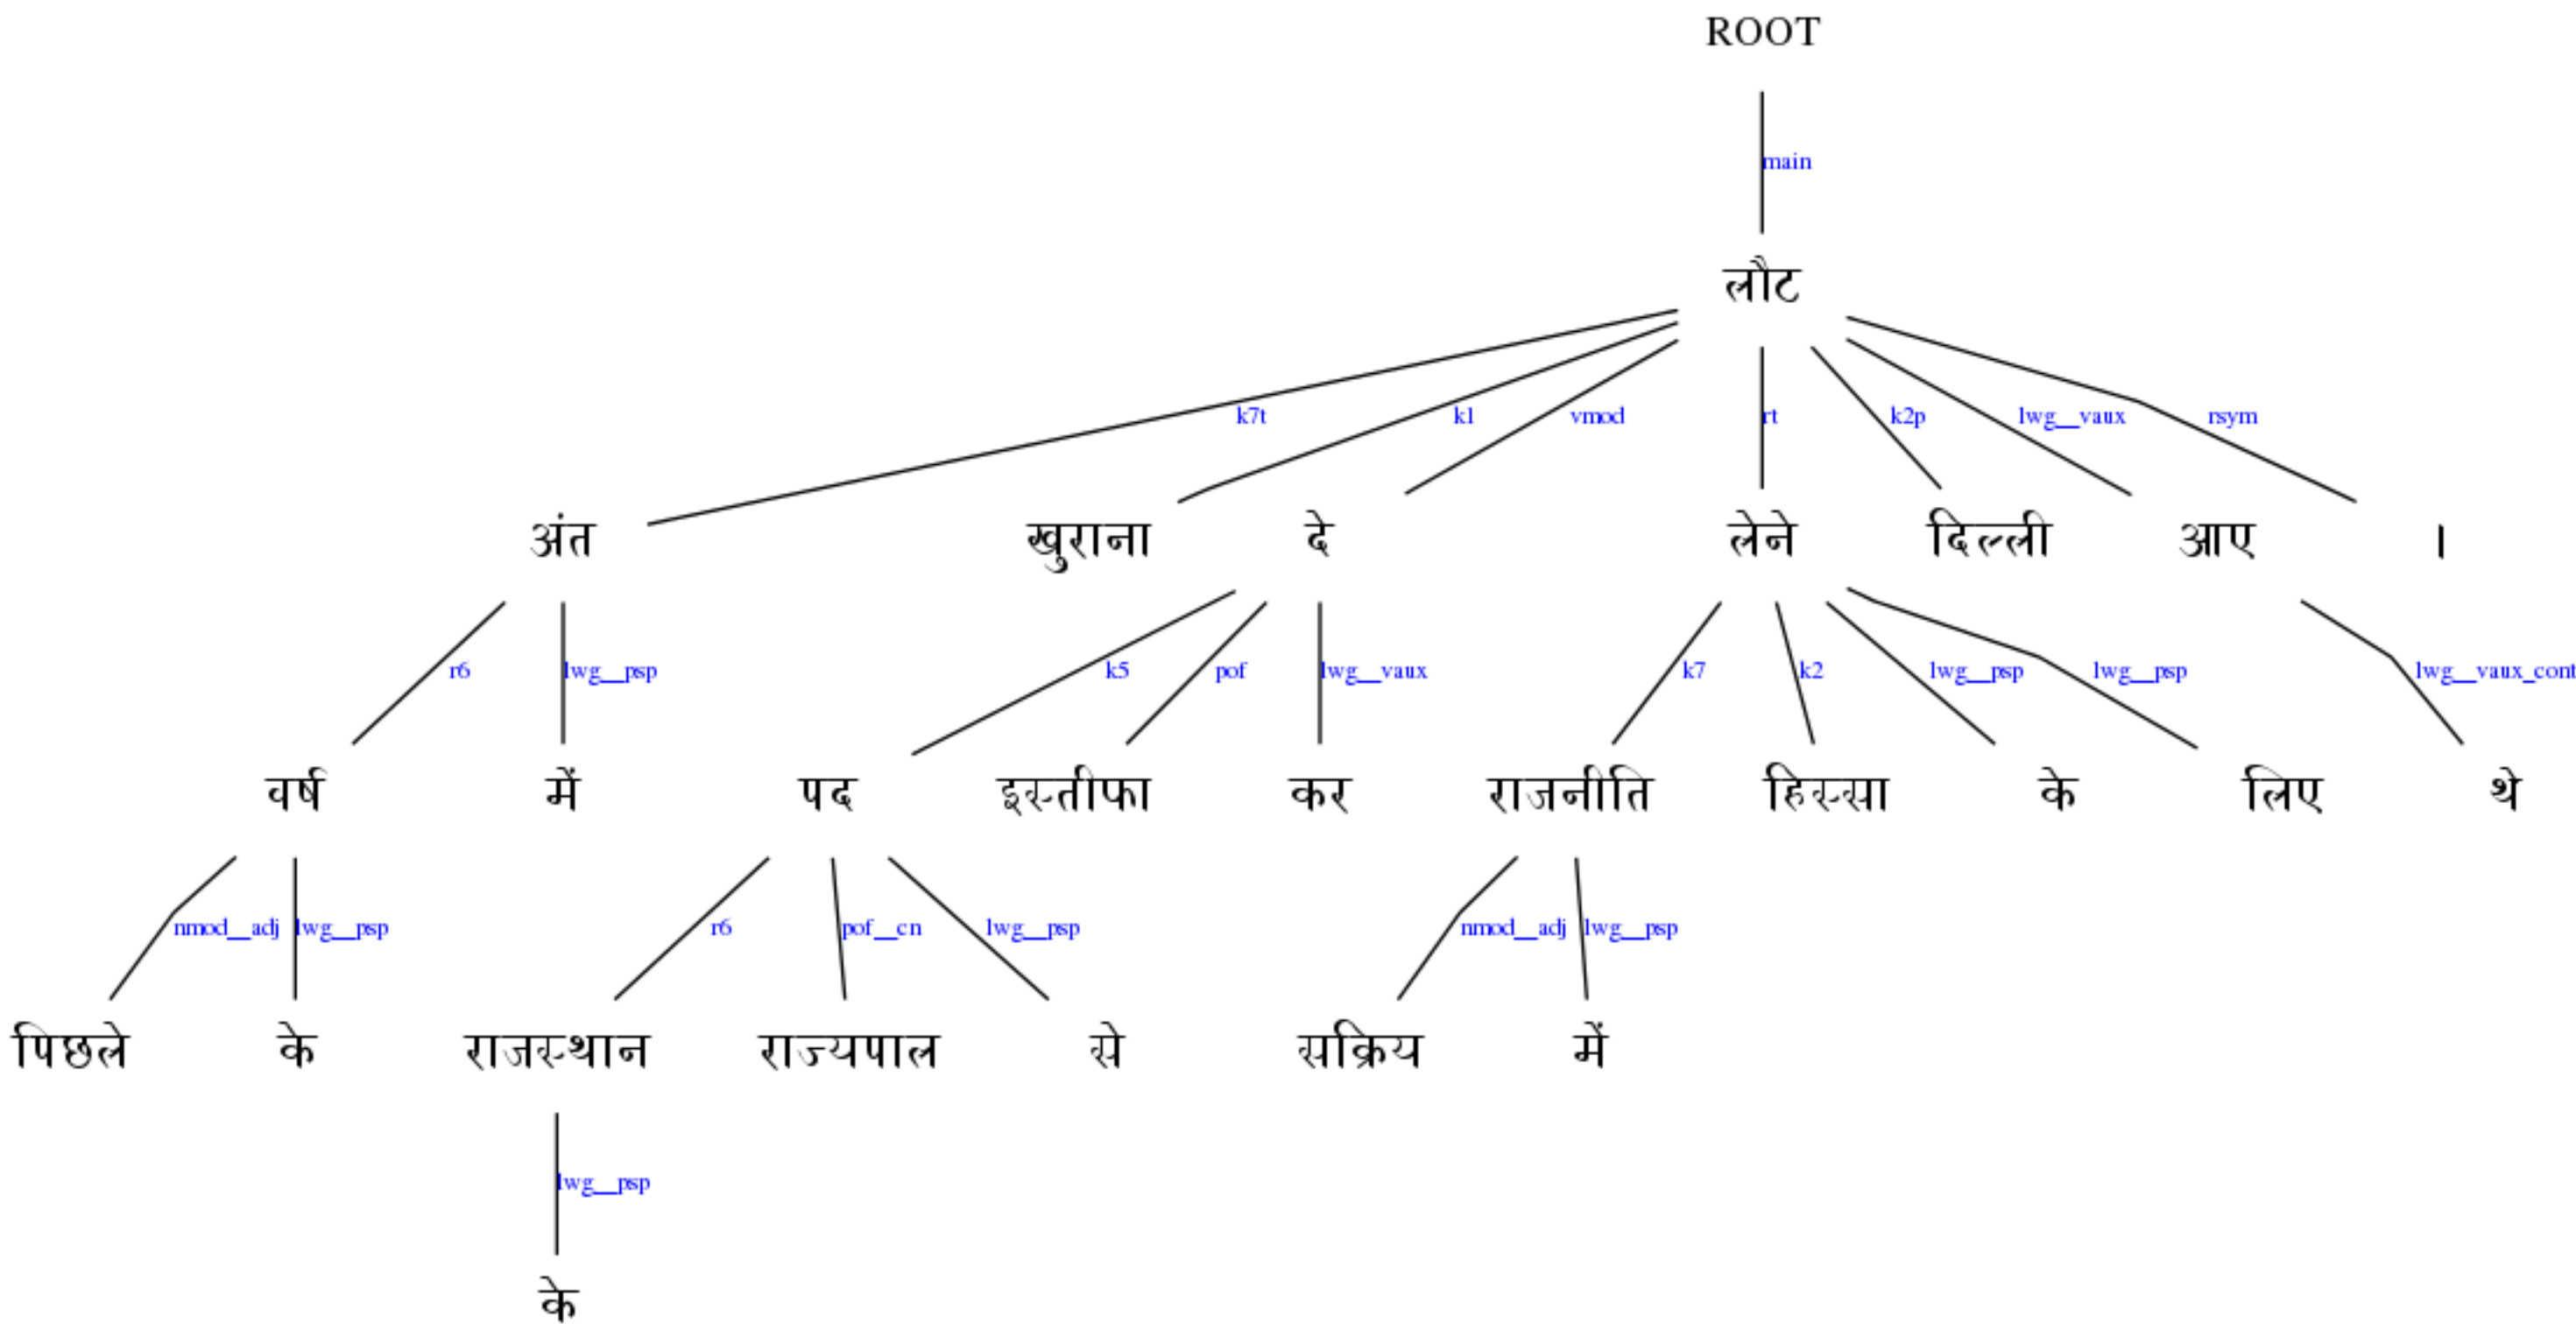 ROOT
main
लौट
k7t k1 vmod rt k2p lwg__vaux rsym
अंत खुराना दे लेने दिल्ली आए ।
r6 lwg__psp k5 pof lwg__vaux k7 k2 lwg__psp lwg__psp lwg__vaux_cont
वर्ष में पद इस्तीफा कर राजनीति हिस्सा के लिए थे
nmod__adj lwg__psp r6 pof__cn lwg__psp nmod__adj lwg__psp
पिछले के राजस्थान राज्यपाल से सक्रिय में
lwg__psp
के